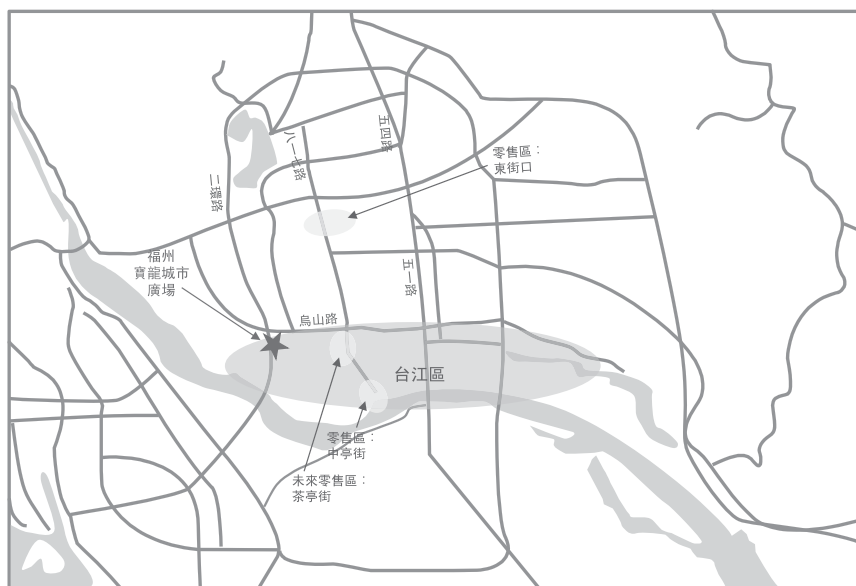 五四路
八一七路
零售區：
東街口
二環路
福州
寶龍城市
廣場
五一路
烏山路
台江區
零售區：
中亭街
未來零售區：
茶亭街